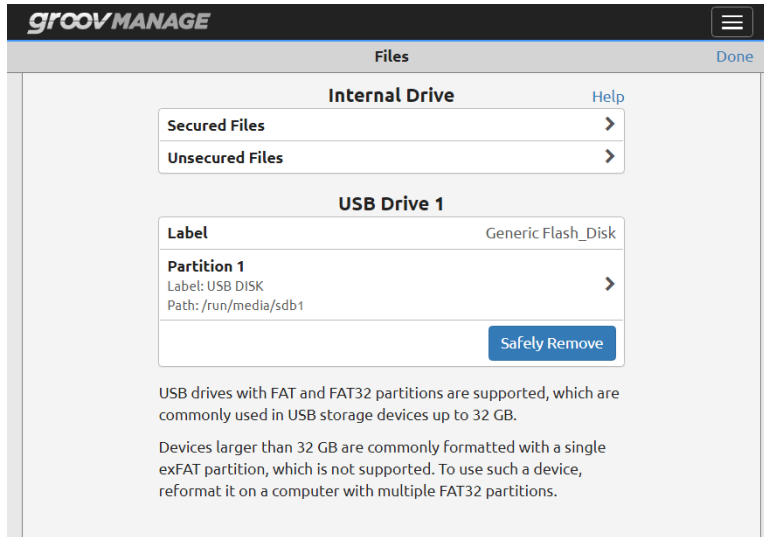 groov MANAGE
Files
Done
Internal Drive
Help
Secured Files
Unsecured Files
USB Drive 1
Label
Generic Flash_Disk
Partition 1
Label: USB DISK
Path: /run/media/sdb1
Safely Remove
USB drives with FAT and FAT32 partitions are supported, which are
commonly used in USB storage devices up to 32 GB.
Devices larger than 32 GB are commonly formatted with a single
exFAT partition, which is not supported. To use such a device,
reformat it on a computer with multiple FAT32 partitions.